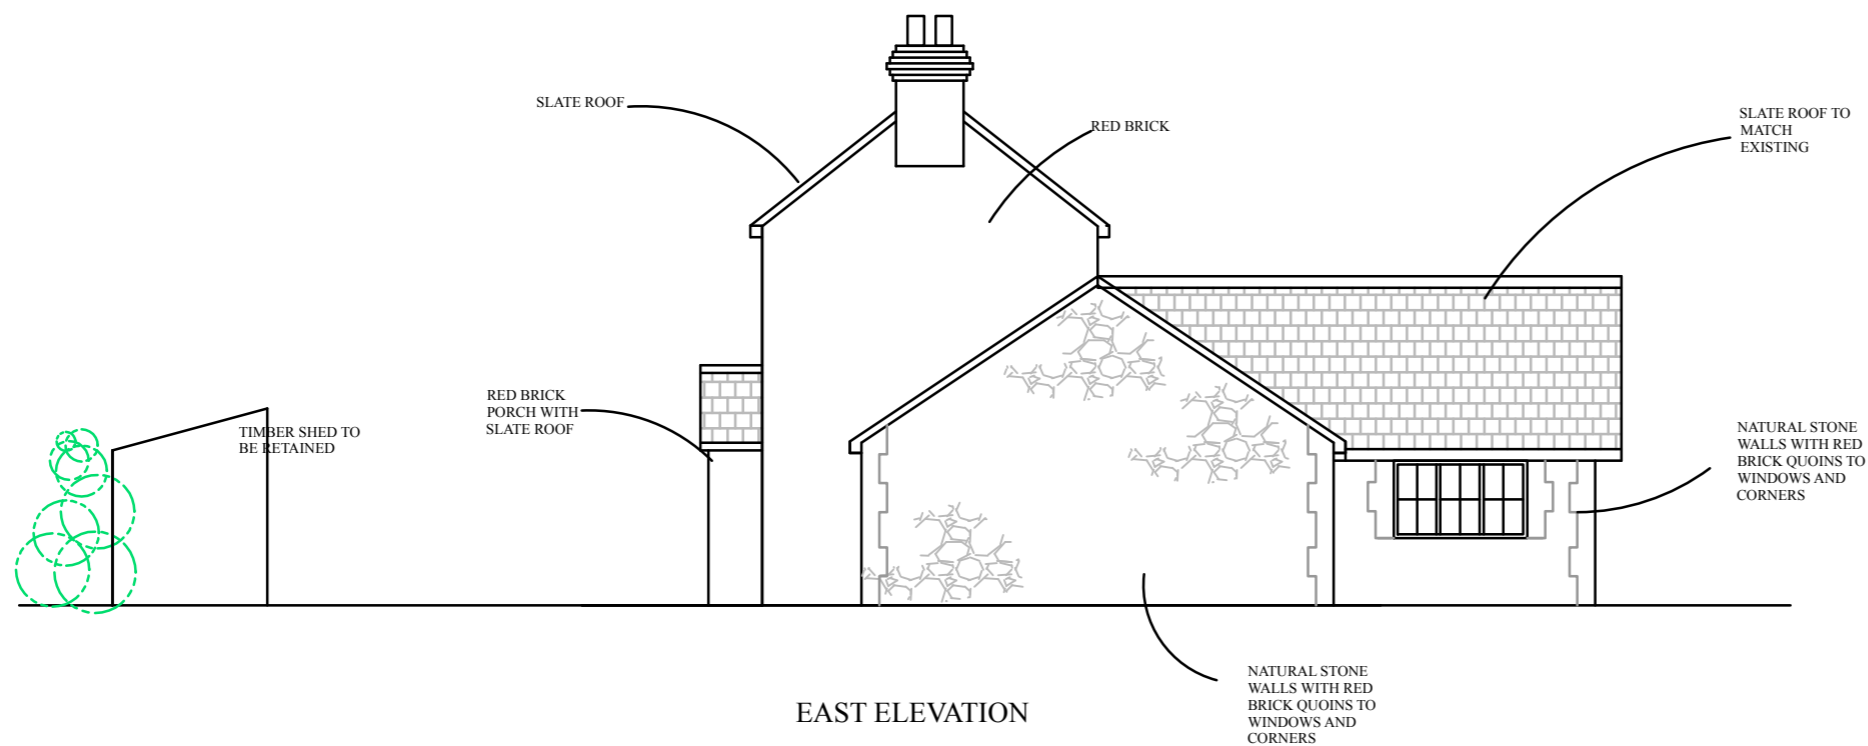 SLATE ROOF
RED BRICK
SLATE ROOF TO
MATCH
EXISTING
RED BRICK
PORCH WITH
SLATE ROOF
TIMBER SHED TO
BE RETAINED
NATURAL STONE
WALLS WITH RED
BRICK QUOINS TO
WINDOWS AND
CORNERS
NATURAL STONE
WALLS WITH RED
BRICK QUOINS TO
WINDOWS AND
CORNERS
EAST ELEVATION